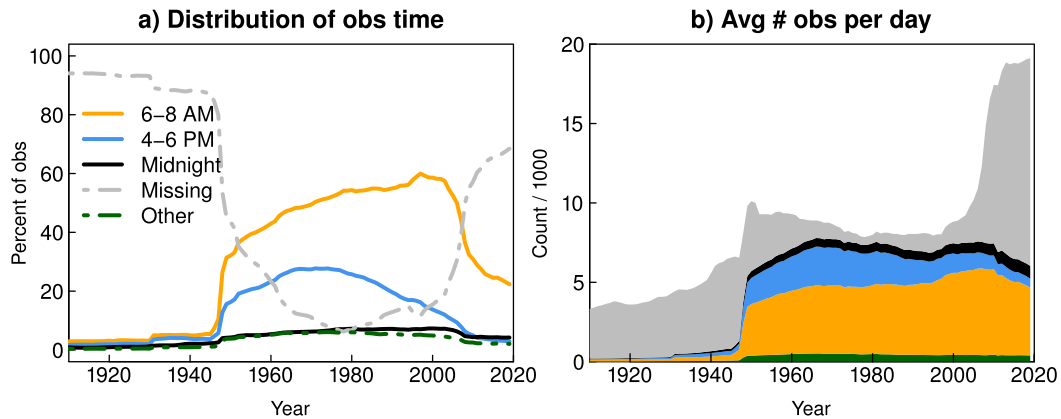 a) Distribution of obs time
100
80
60
40
20
0
Percent of obs
6−8 AM
4−6 PM
Midnight
Missing
Other
1920 1940 1960 1980 2000 2020
Year
b) Avg # obs per day
20
15
10
5
0
Count / 1000
1920 1940 1960 1980 2000 2020
Year